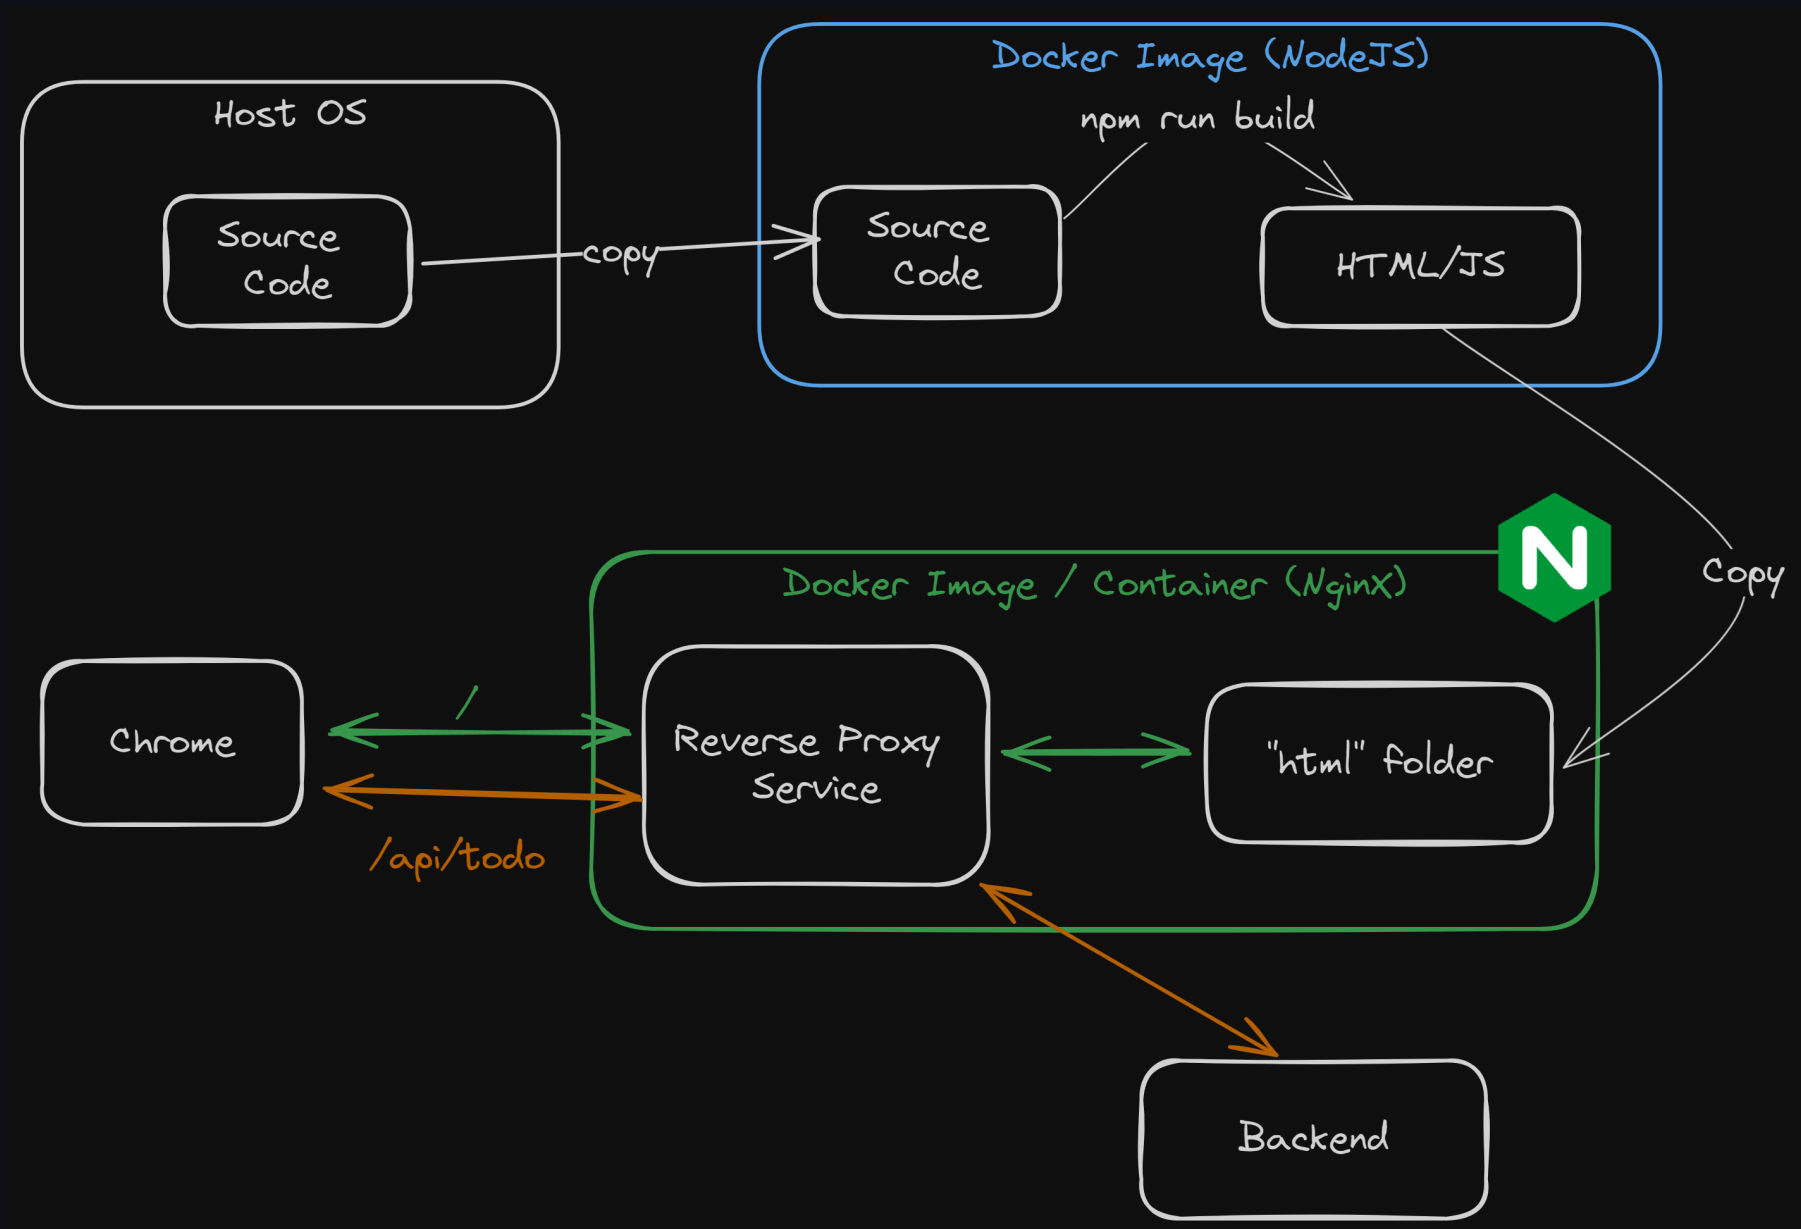 Docker Image (NodeJS)
Host OS
npm run build
Source
Code
copy
Source
Code
HTML/JS
N
Docker Image / Container (NginX)
Copy
/
Chrome
Reverse Proxy
Service
"html" folder
/api/todo
Backend